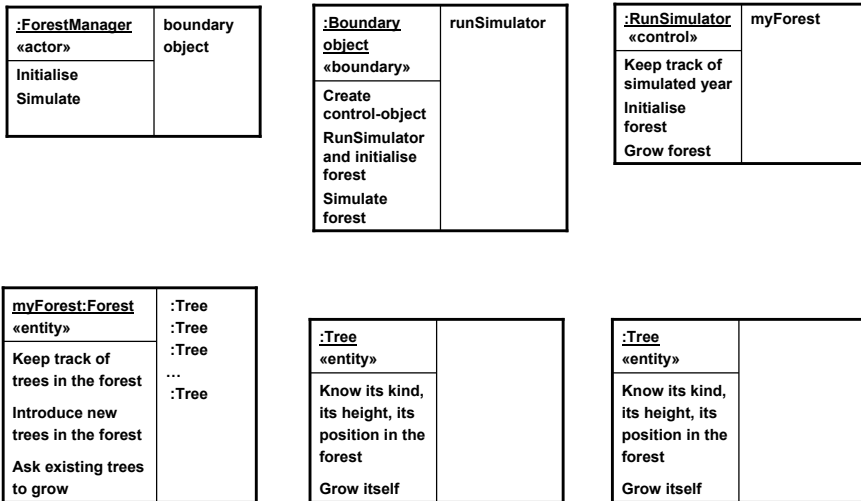 :ForestManager
«actor»
Initialise
Simulate
boundary
object
:Boundary
object
«boundary»
Create
control-object
RunSimulator
and initialise
forest
Simulate
forest
runSimulator
:RunSimulator
«control»
Keep track of
simulated year
Initialise
forest
Grow forest
myForest
myForest:Forest
«entity»
Keep track of
trees in the forest
Introduce new
trees in the forest
Ask existing trees
to grow
:Tree
:Tree
:Tree
…
:Tree
:Tree
«entity»
Know its kind,
its height, its
position in the
forest
Grow itself
:Tree
«entity»
Know its kind,
its height, its
position in the
forest
Grow itself